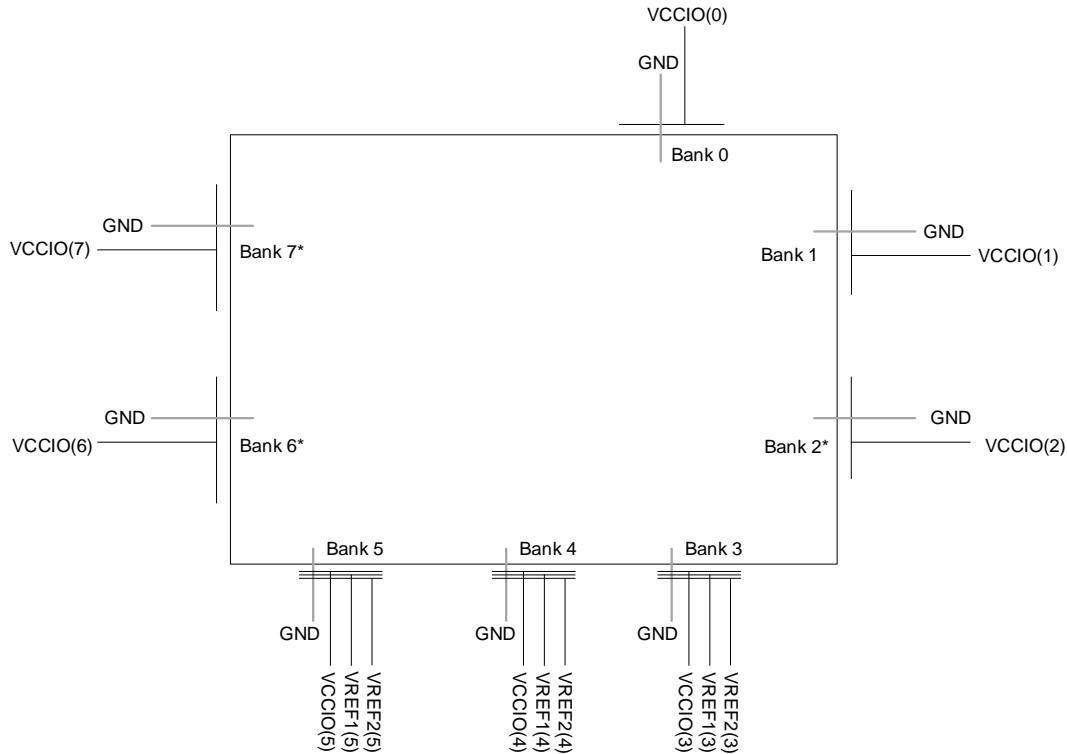 VCCIO(0)
GND
Bank 0
GND
VCCIO(7)
Bank 7*
GND
VCCIO(1)
Bank 1
GND
VCCIO(6)
Bank 6*
GND
VCCIO(2)
Bank 2*
Bank 5
Bank 4
Bank 3
GND
GND
GND
VCCIO(5)
VREF1(5)
VREF2(5)
VCCIO(4)
VREF1(4)
VREF2(4)
VCCIO(3)
VREF1(3)
VREF2(3)